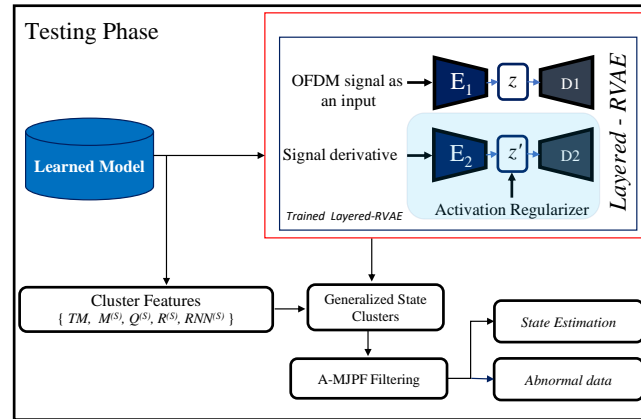 Testing Phase
OFDM signal as
an input
E1
z
D1
Signal derivative
E2
z'
D2
Activation Regularizer
Layered - RVAE
Trained Layered-RVAE
Learned Model
Cluster Features
{ TM, M(S), Q(S), R(S), RNN(S) }
Generalized State
Clusters
State Estimation
A-MJPF Filtering
Abnormal data